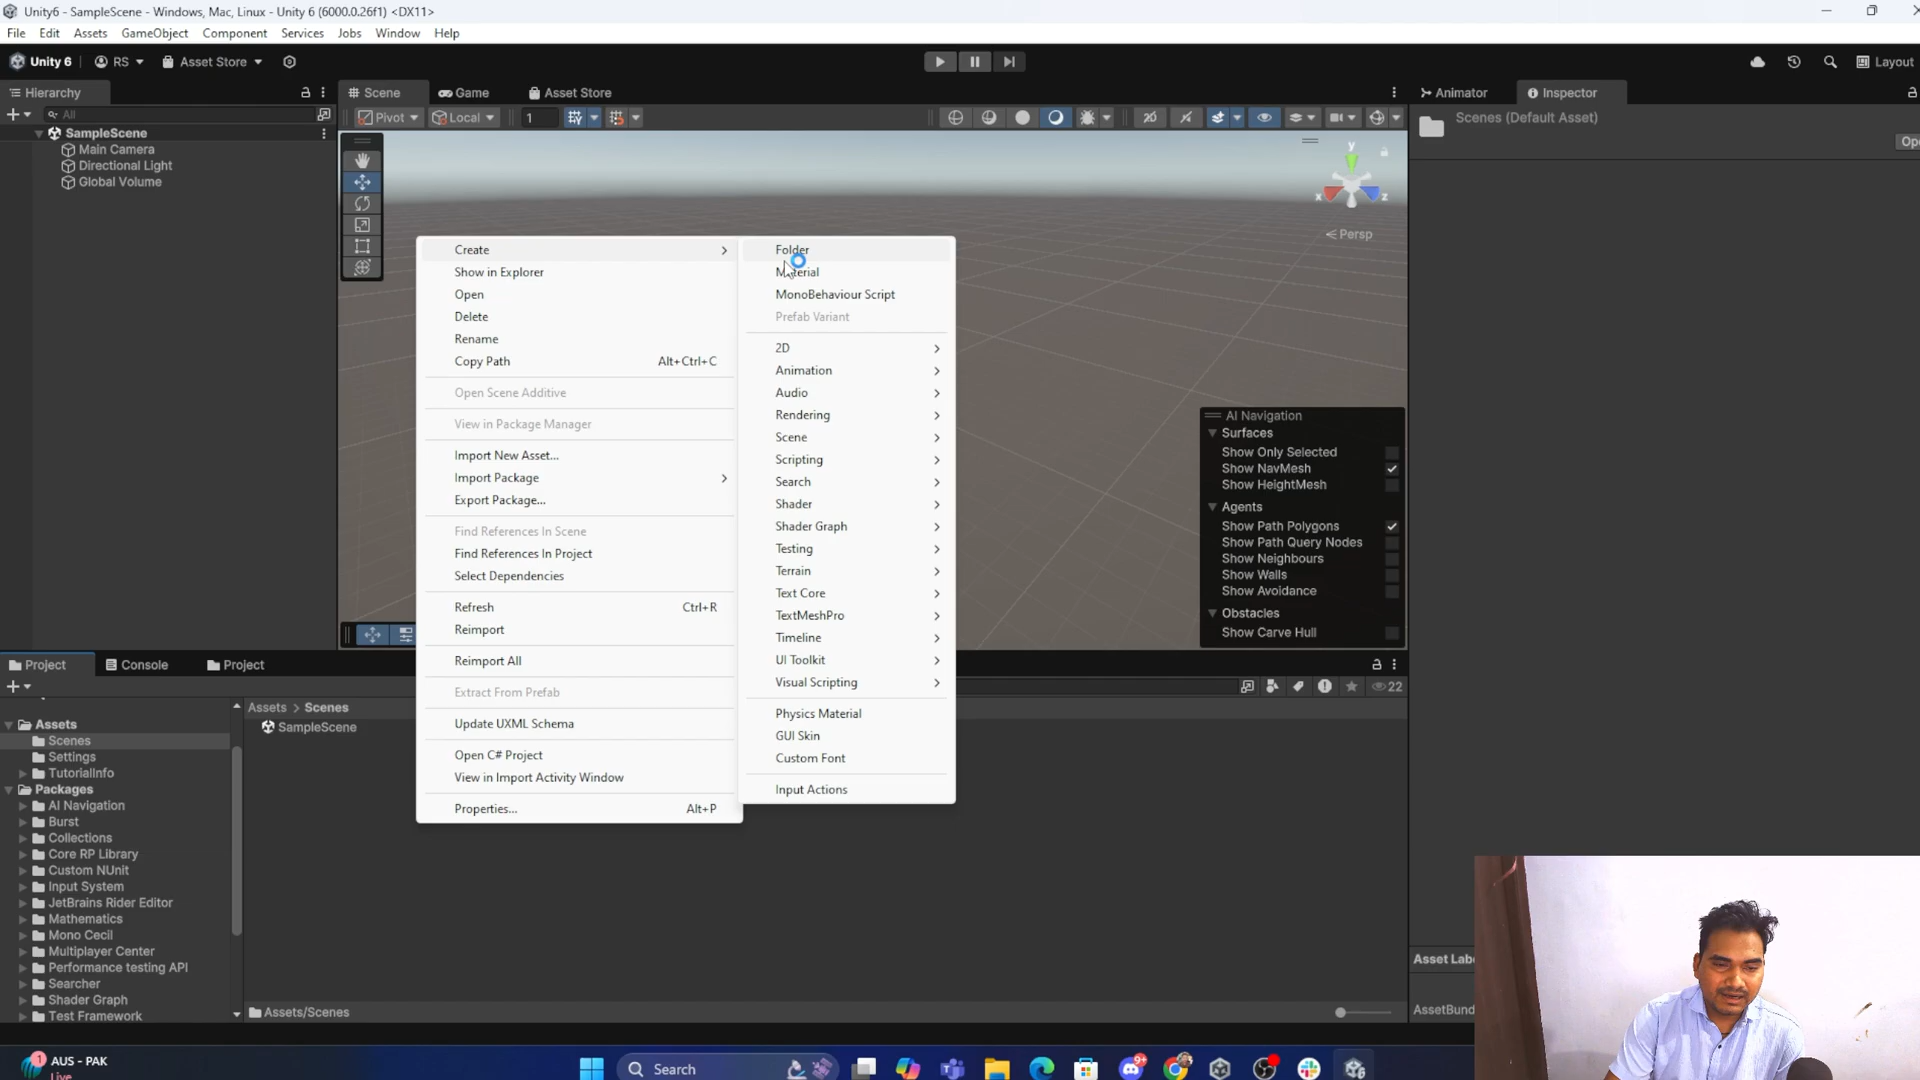 Unity6 - SampleScene - Windows, Mac, Linux - Unity 6 (6000.0.26f1) <DX11>
File Edit Assets GameObject Component Services Jobs Window Help
Unity 6 RS Asset Store Layout
Hierarchy
All
SampleScene
Main Camera
Directional Light
Global Volume
Scene Game Asset Store
Pivot Local 1
y
x z
Persp
Animator Inspector
Scenes (Default Asset)
Create
Show in Explorer
Open
Delete
Rename
Copy Path Alt+Ctrl+C
Open Scene Additive
View in Package Manager
Import New Asset...
Import Package
Export Package...
Find References In Scene
Find References In Project
Select Dependencies
Refresh Ctrl+R
Reimport
Reimport All
Extract From Prefab
Update UXML Schema
Open C# Project
View in Import Activity Window
Properties... Alt+P
Folder
Material
MonoBehaviour Script
Prefab Variant
2D
Animation
Audio
Rendering
Scene
Scripting
Search
Shader
Shader Graph
Testing
Terrain
Text Core
TextMeshPro
Timeline
UI Toolkit
Visual Scripting
Physics Material
GUI Skin
Custom Font
Input Actions
AI Navigation
Surfaces
Show Only Selected
Show NavMesh
Show HeightMesh
Agents
Show Path Polygons
Show Path Query Nodes
Show Neighbours
Show Walls
Show Avoidance
Obstacles
Show Carve Hull
Project Console Project
22
Assets
Scenes
Settings
TutorialInfo
Packages
AI Navigation
Burst
Collections
Core RP Library
Custom NUnit
Input System
JetBrains Rider Editor
Mathematics
Mono Cecil
Multiplayer Center
Performance testing API
Searcher
Shader Graph
Test Framework
Assets > Scenes
SampleScene
Assets/Scenes
1 AUS - PAK
Live
Search
9+